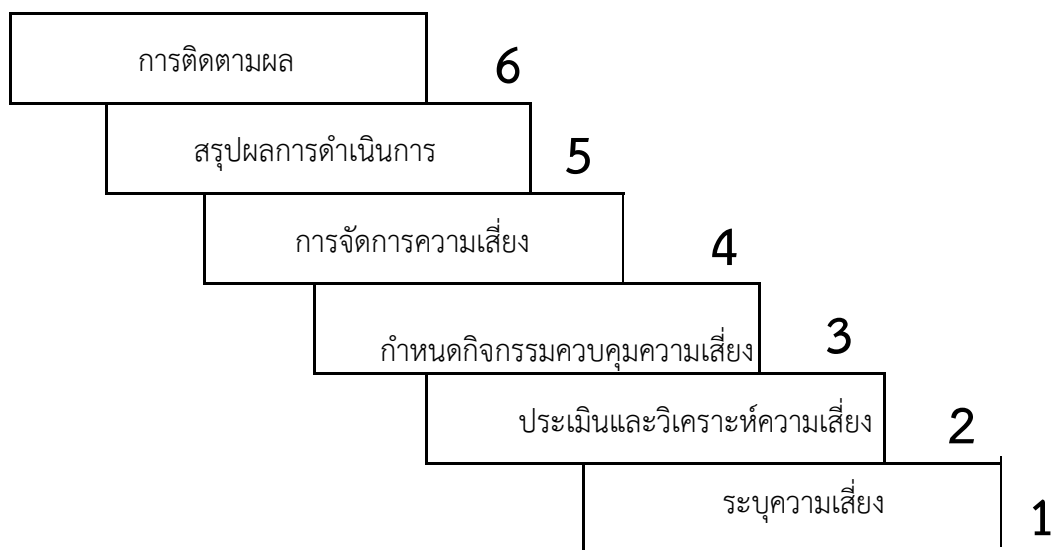 การติดตามผล 6
สรุปผลการดำเนินการ 5
การจัดการความเสี่ยง 4
กำหนดกิจกรรมควบคุมความเสี่ยง 3
ประเมินและวิเคราะห์ความเสี่ยง 2
ระบุความเสี่ยง 1